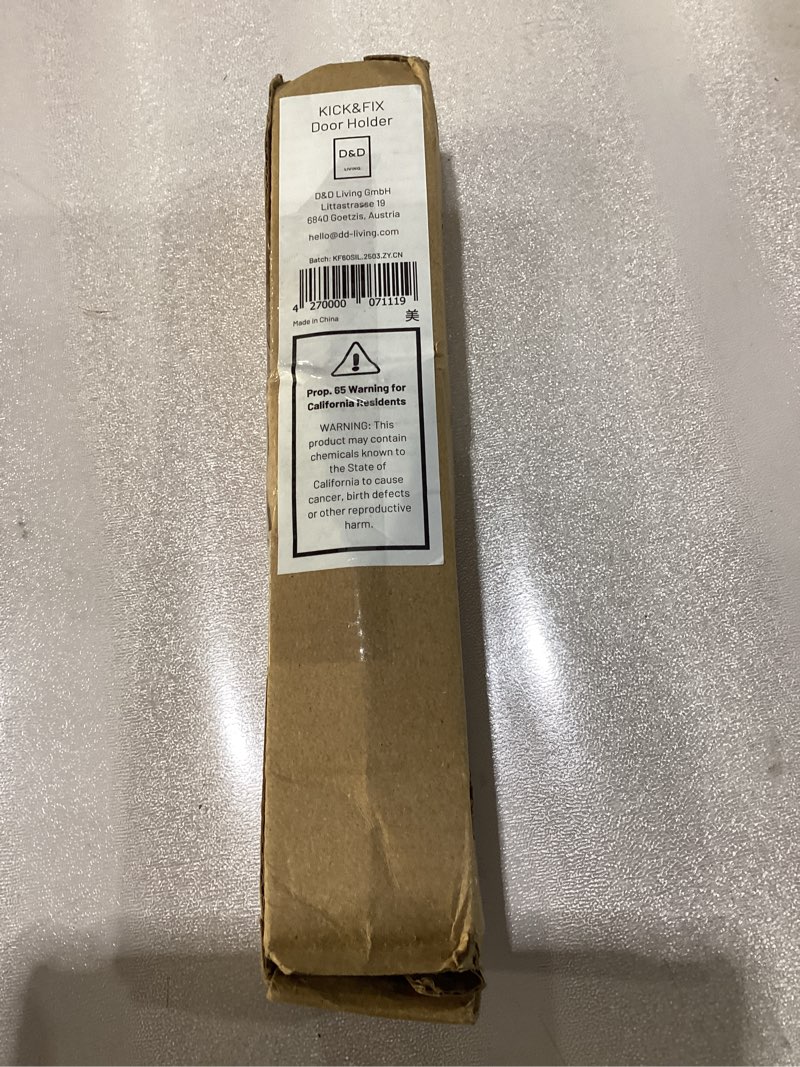 KICK&FIX
Door Holder
D&D
LIVING
D&D Living GmbH
Littastrasse 19
6840 Goetzis, Austria
hello@dd-living.com
Batch: KF60SIL.2503.ZY.CN
4 270000 071119
Made in China
美
Prop. 65 Warning for
California Residents
WARNING: This
product may contain
chemicals known to
the State of
California to cause
cancer, birth defects
or other reproductive
harm.